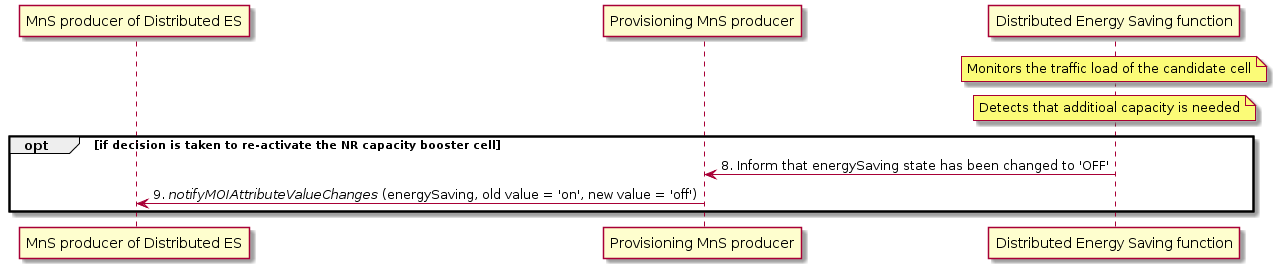 MnS producer of Distributed ES
Provisioning MnS producer
Distributed Energy Saving function
Monitors the traffic load of the candidate cell
Detects that additioal capacity is needed
opt
[if decision is taken to re-activate the NR capacity booster cell]
8. Inform that energySaving state has been changed to 'OFF'
9. notifyMOIAttributeValueChanges (energySaving, old value = 'on', new value = 'off')
MnS producer of Distributed ES
Provisioning MnS producer
Distributed Energy Saving function